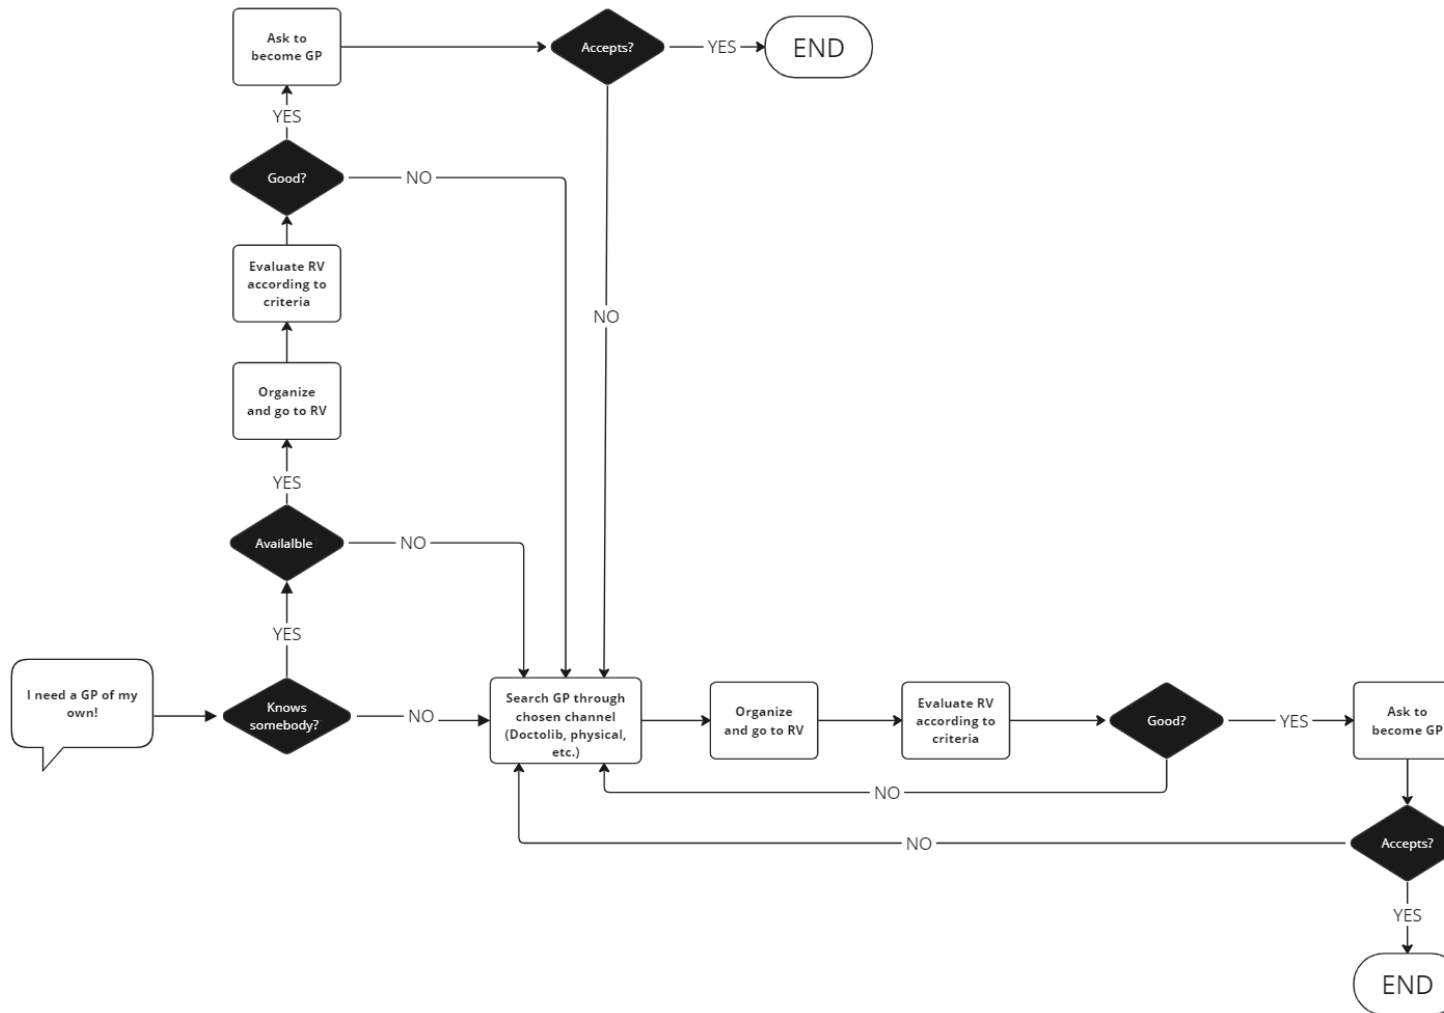 Ask to
become GP
Accepts?
YES
END
YES
Good?
NO
Evaluate RV
according to
criteria
NO
Organize
and go to RV
YES
Availalble?
NO
YES
I need a GP of my
own!
Knows
somebody?
NO
Search GP through
chosen channel
(Doctolib, physical,
etc.)
Organize
and go to RV
Evaluate RV
according to
criteria
Good?
YES
Ask to
become GP
NO
NO
Accepts?
YES
END